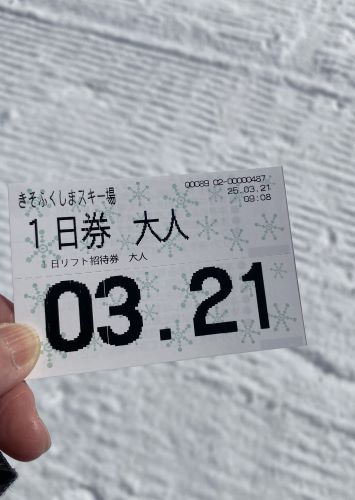 きそふくしまスキー場
00089 02-00000487
25.03.21
09:08
1日券 大人
1日リフト招待券 大人
03.21